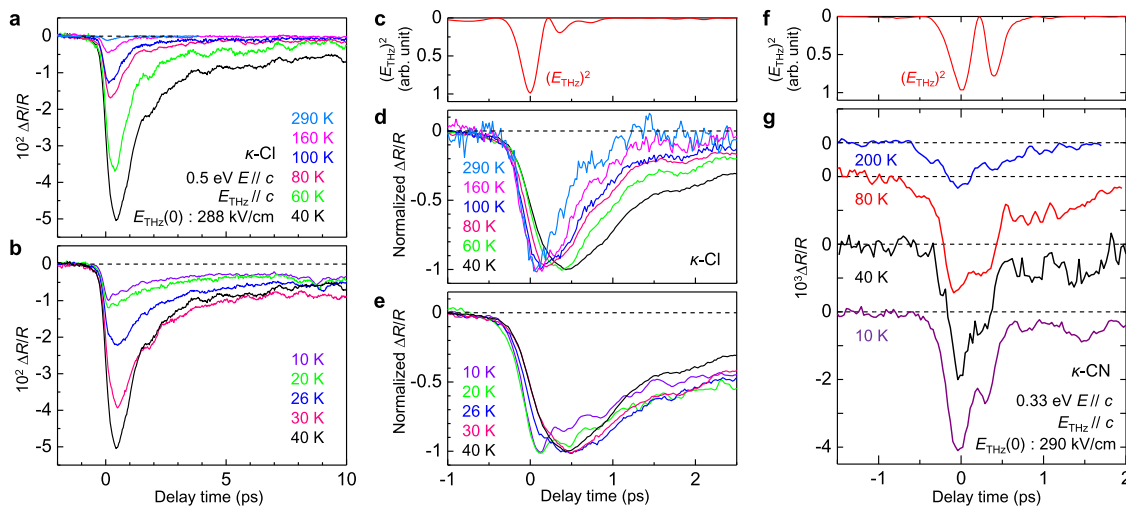 a
0
-1
-2
-3
-4
-5
10² ΔR/R
290 K
160 K
κ-Cl
100 K
0.5 eV E // c
80 K
E_THz // c
60 K
E_THz(0) : 288 kV/cm
40 K
b
0
-1
-2
-3
-4
-5
10² ΔR/R
10 K
20 K
26 K
30 K
40 K
0
5
10
Delay time (ps)
c
0
0.5
1
(E_THz)²
(arb. unit)
(E_THz)²
d
0
-0.5
-1
Normalized ΔR/R
290 K
160 K
100 K
80 K
60 K
40 K
κ-Cl
e
0
-0.5
-1
Normalized ΔR/R
10 K
20 K
26 K
30 K
40 K
-1
0
1
2
Delay time (ps)
f
0
0.5
1
(E_THz)²
(arb. unit)
(E_THz)²
g
0
0
0
0
-2
-4
10³ΔR/R
200 K
80 K
40 K
10 K
κ-CN
0.33 eV E // c
E_THz // c
E_THz(0) : 290 kV/cm
-1
0
1
2
Delay time (ps)